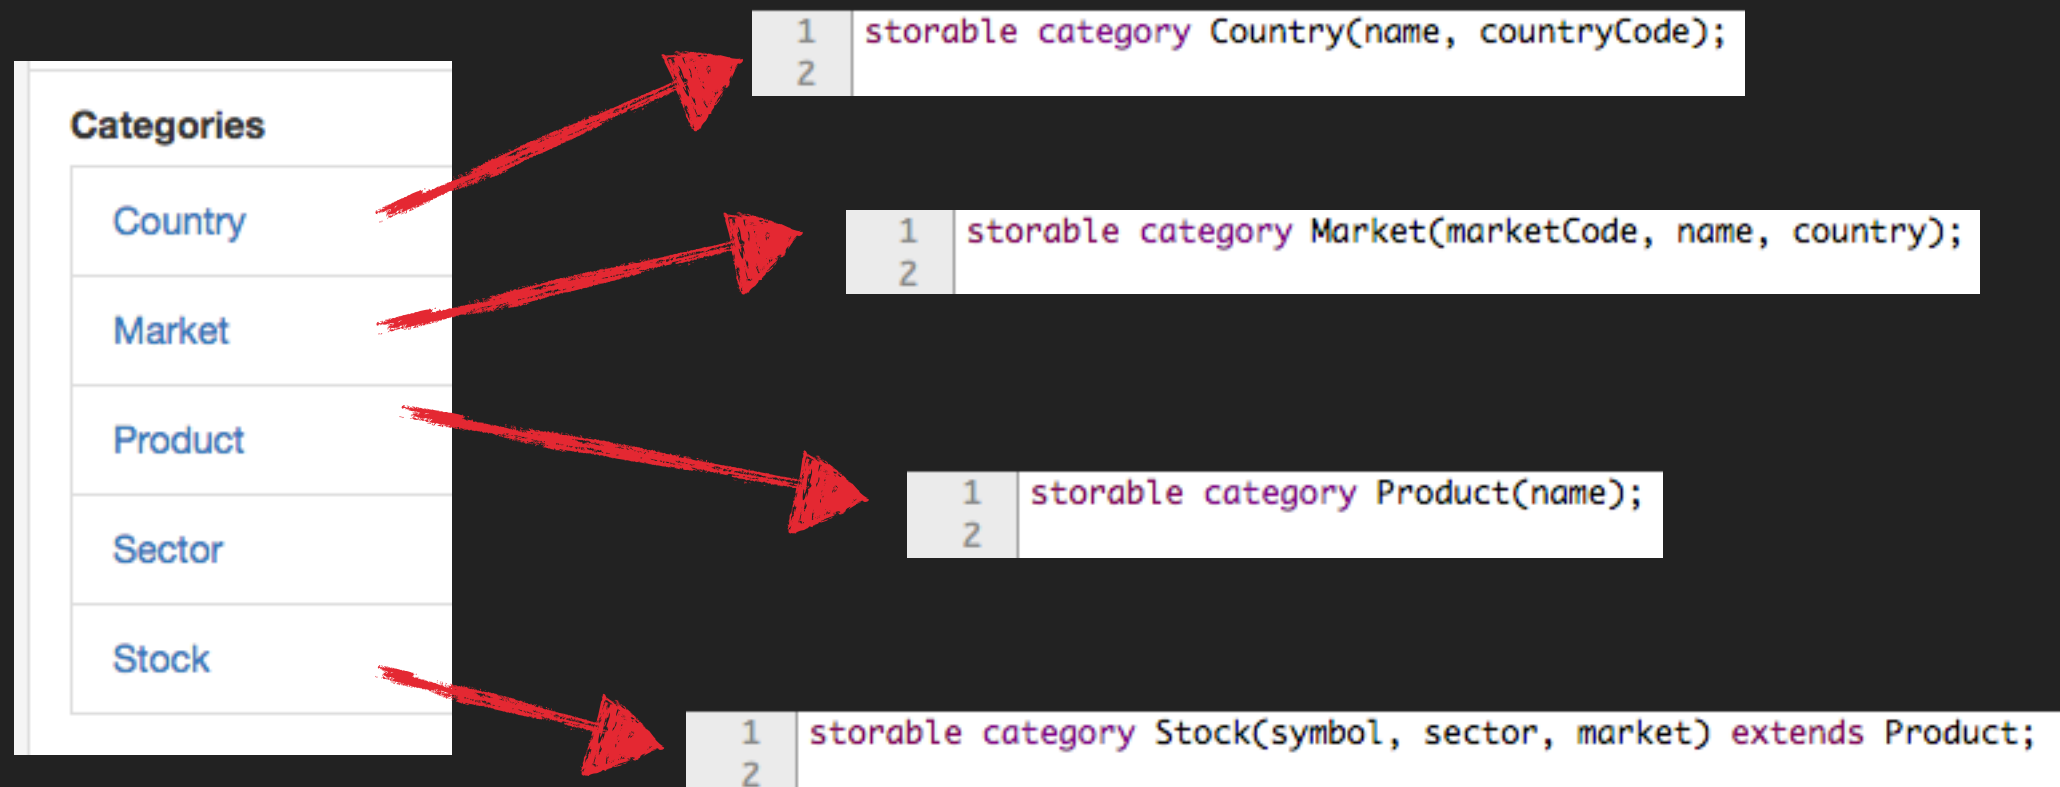 Categories
Country
Market
Product
Sector
Stock
1 storable category Country(name, countryCode);
2
1 storable category Market(marketCode, name, country);
2
1 storable category Product(name);
2
1 storable category Stock(symbol, sector, market) extends Product;
2